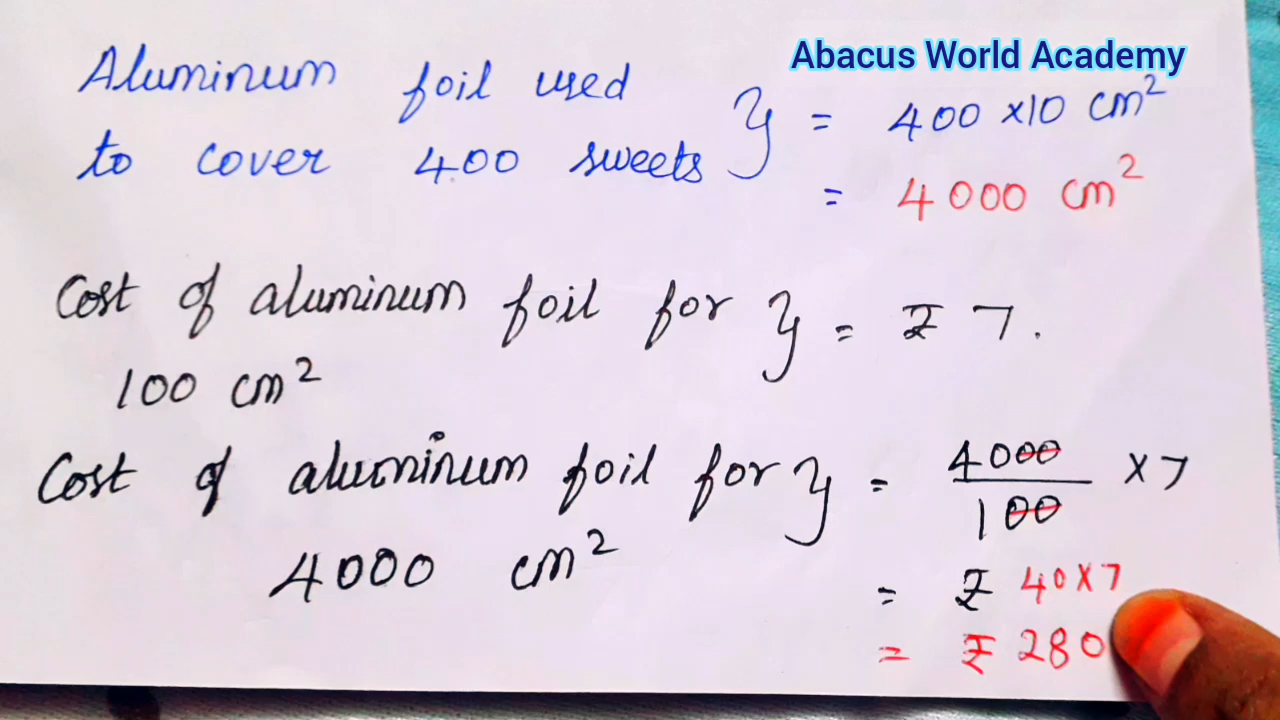 Abacus World Academy
Aluminum foil used } = 400 x10 cm²
to cover 400 sweets
= 4000 cm²
Cost of aluminum foil for } = ₹ 7.
100 cm²
Cost of aluminum foil for } = 4000/100 x 7
4000 cm²
= ₹ 40x7
= ₹ 280